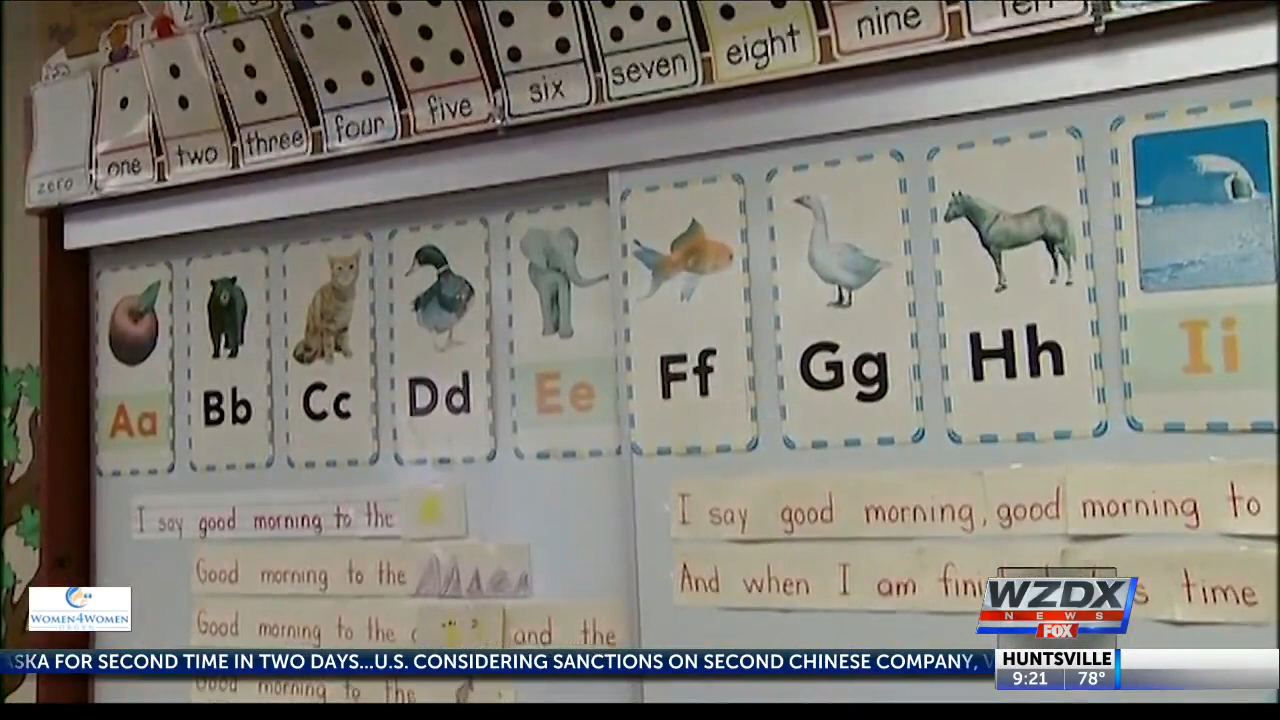 zero one two three four five six seven eight nine ten
Aa Bb Cc Dd Ee Ff Gg Hh Ii
I say good morning to the
Good morning to the
Good morning to the and the
Good morning to the
I say good morning, good morning to
And when I am time
WOMEN4WOMEN
WZDX
NEWS
FOX
SKA FOR SECOND TIME IN TWO DAYS...U.S. CONSIDERING SANCTIONS ON SECOND CHINESE COMPANY,
HUNTSVILLE
9:21 78°